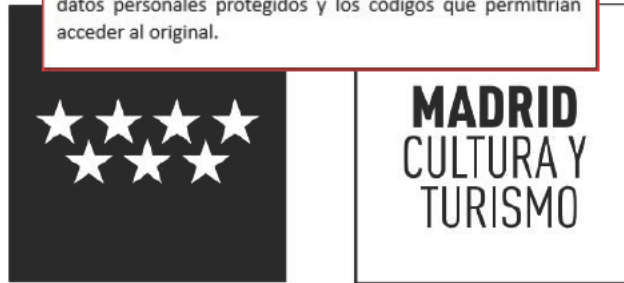 datos personales protegidos y los códigos que permitirían
acceder al original.
MADRID
CULTURA Y
TURISMO